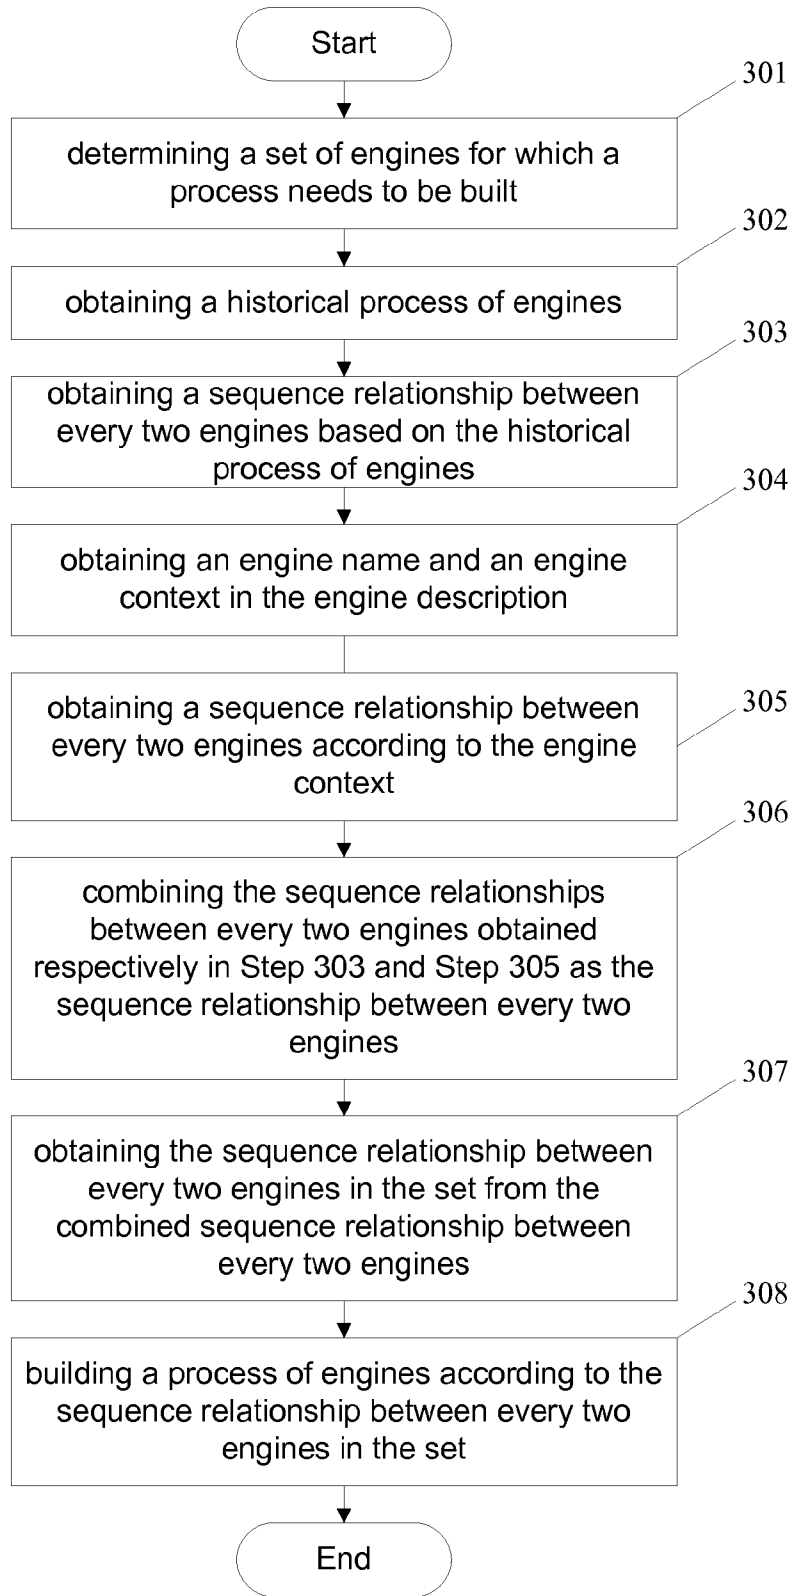 Start
301
determining a set of engines for which a
process needs to be built
302
obtaining a historical process of engines
303
obtaining a sequence relationship between
every two engines based on the historical
process of engines
304
obtaining an engine name and an engine
context in the engine description
305
obtaining a sequence relationship between
every two engines according to the engine
context
306
combining the sequence relationships
between every two engines obtained
respectively in Step 303 and Step 305 as the
sequence relationship between every two
engines
307
obtaining the sequence relationship between
every two engines in the set from the
combined sequence relationship between
every two engines
308
building a process of engines according to the
sequence relationship between every two
engines in the set
End